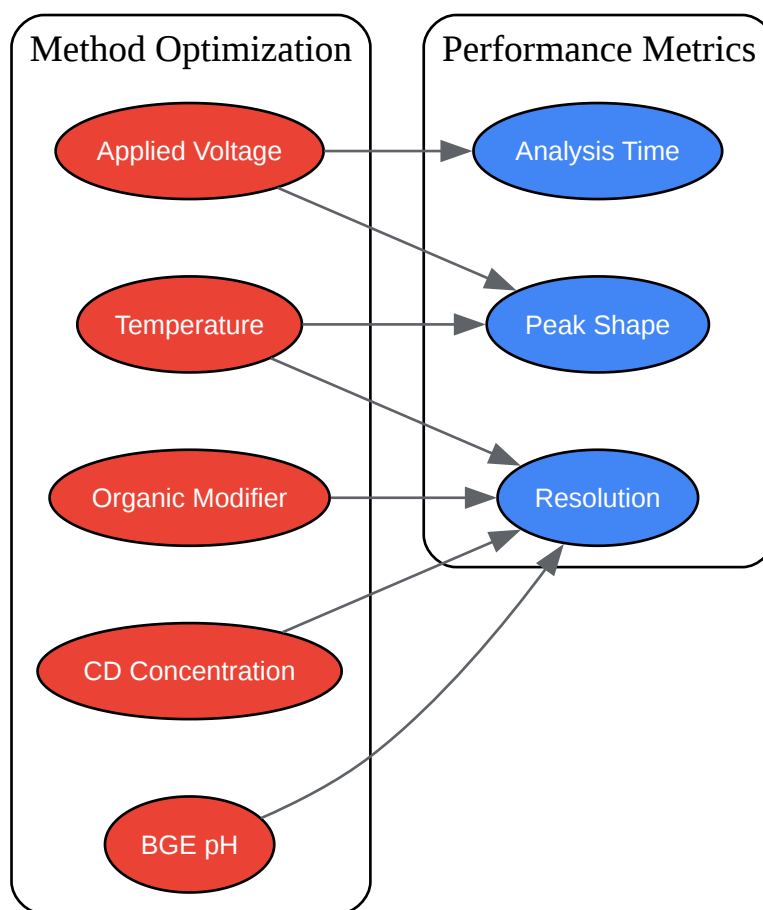 Method Optimization
Performance Metrics
Applied Voltage
Analysis Time
Temperature
Peak Shape
Organic Modifier
Resolution
CD Concentration
BGE pH